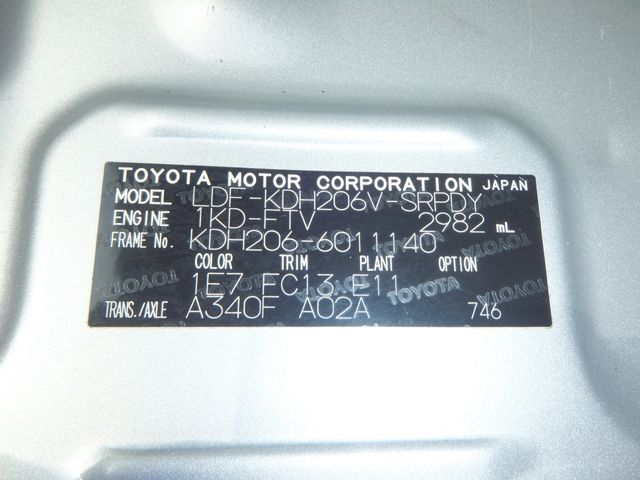 TOYOTA MOTOR CORPORATION JAPAN
MODEL LDF-KDH206V-SRPDY
ENGINE 1KD-FTV 2982 mL
FRAME No. KDH206-6011140
COLOR TRIM PLANT OPTION
1E7 FC13 E11
TRANS./AXLE A340F A02A 746